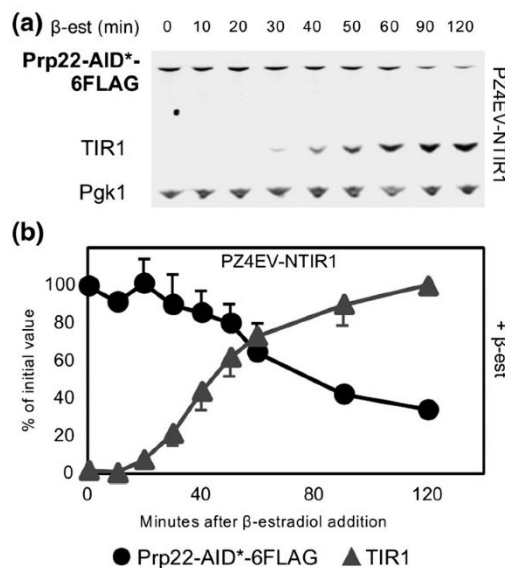 (a) β-est (min) 0 10 20 30 40 50 60 90 120
Prp22-AID*-
6FLAG
TIR1
Pgk1
PZ4EV-NTIR1
(b)
PZ4EV-NTIR1
% of initial value
100
80
60
40
20
0
0 40 80 120
Minutes after β-estradiol addition
+ β-est
Prp22-AID*-6FLAG TIR1